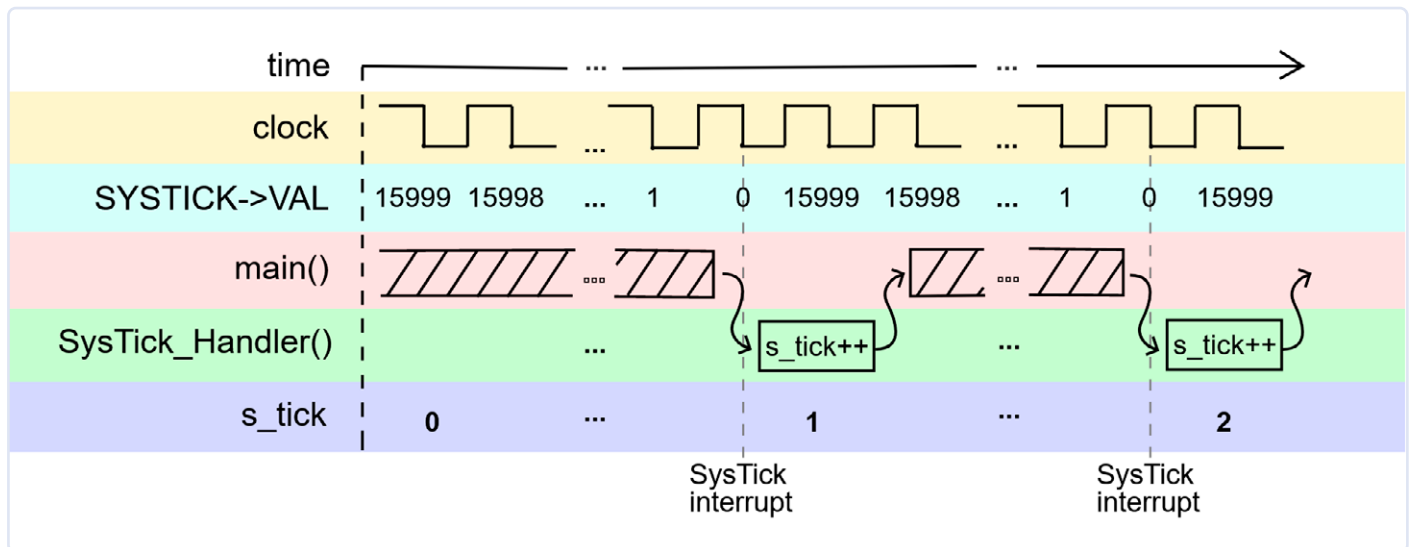 time ... ...
clock ... ...
SYSTICK->VAL 15999 15998 ... 1 0 15999 15998 ... 1 0 15999
main() ... ...
SysTick_Handler() ... s_tick++ ... s_tick++
s_tick 0 ... 1 ... 2
SysTick SysTick
interrupt interrupt